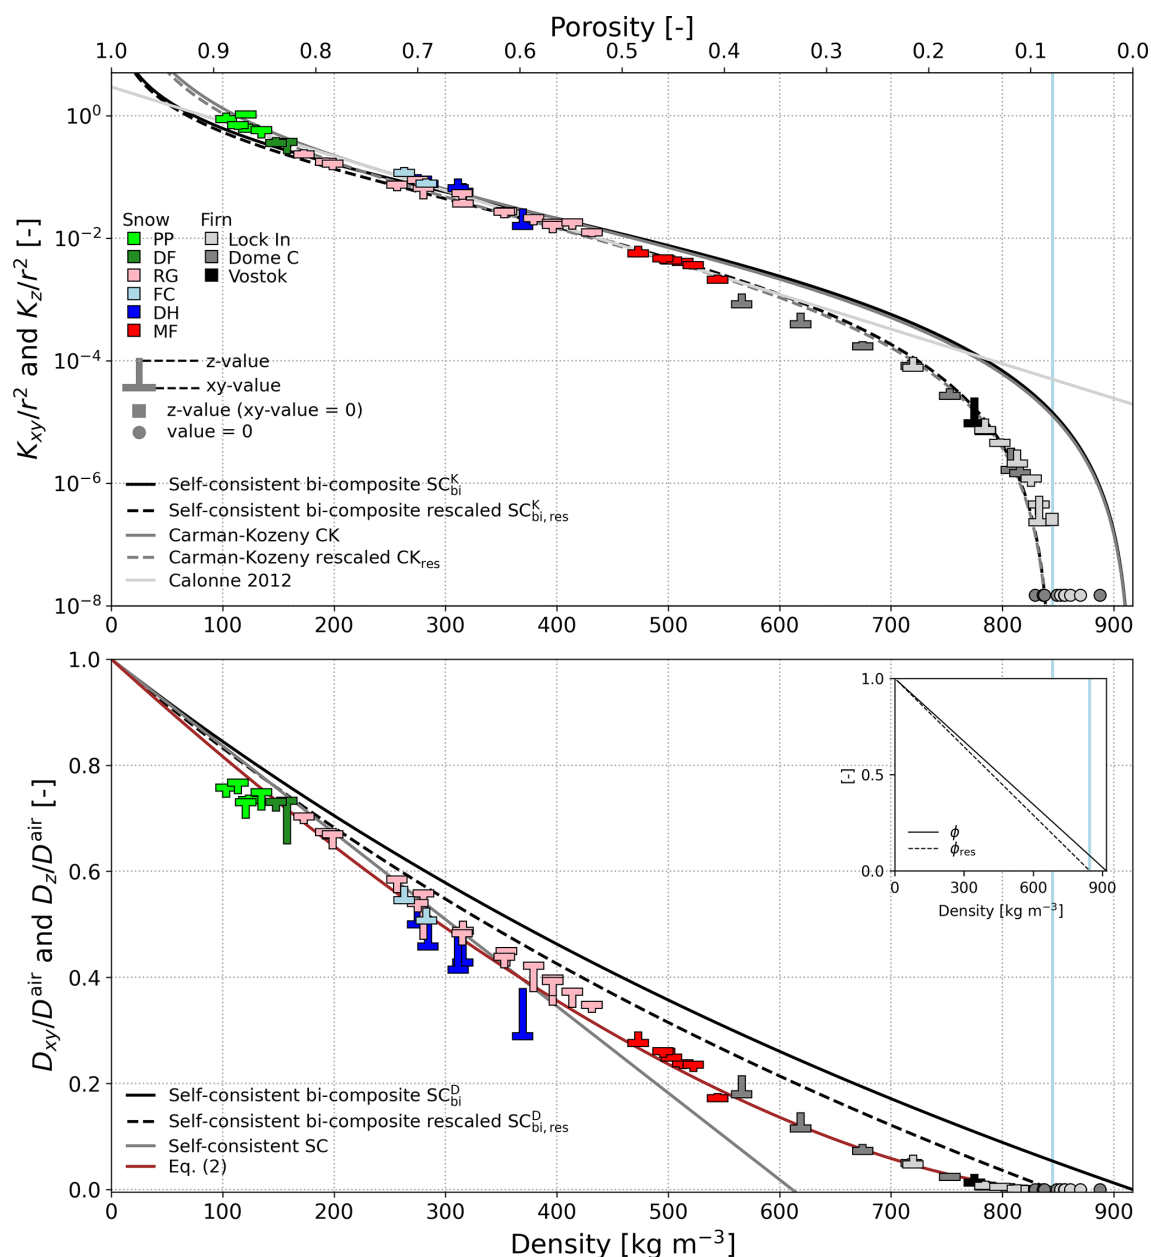 Porosity [-]
1.0 0.9 0.8 0.7 0.6 0.5 0.4 0.3 0.2 0.1 0.0
10^0
10^-2
10^-4
10^-6
10^-8
K_xy/r^2 and K_z/r^2 [-]
Snow Firn
PP Lock In
DF Dome C
RG Vostok
FC
DH
MF
z-value
xy-value
z-value (xy-value = 0)
value = 0
Self-consistent bi-composite SC^K_bi
Self-consistent bi-composite rescaled SC^K_bi, res
Carman-Kozeny CK
Carman-Kozeny rescaled CK_res
Calonne 2012
0 100 200 300 400 500 600 700 800 900
1.0
0.8
0.6
0.4
0.2
0.0
D_xy/D^air and D_z/D^air [-]
1.0
0.5
0.0
[-]
ϕ
ϕ_res
0 300 600 900
Density [kg m^-3]
Self-consistent bi-composite SC^D_bi
Self-consistent bi-composite rescaled SC^D_bi, res
Self-consistent SC
Eq. (2)
0 100 200 300 400 500 600 700 800 900
Density [kg m^-3]